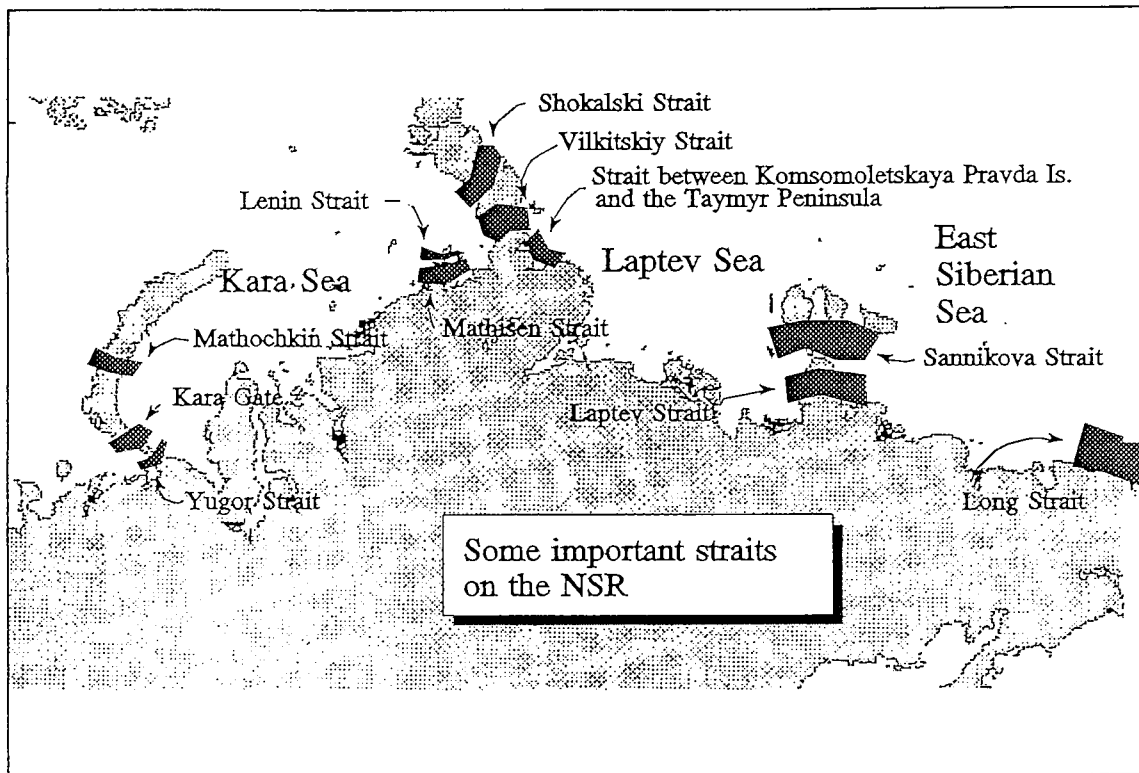 Shokalski Strait
Vilkitskiy Strait
Strait between Komsomoletskaya Pravda Is.
and the Taymyr Peninsula
Lenin Strait
East
Siberian
Sea
Laptev Sea
Kara Sea
Mathisen Strait
Mathochkin Strait
Sannikova Strait
Kara Gate
Laptev Strait
Yugor Strait
Long Strait
Some important straits
on the NSR